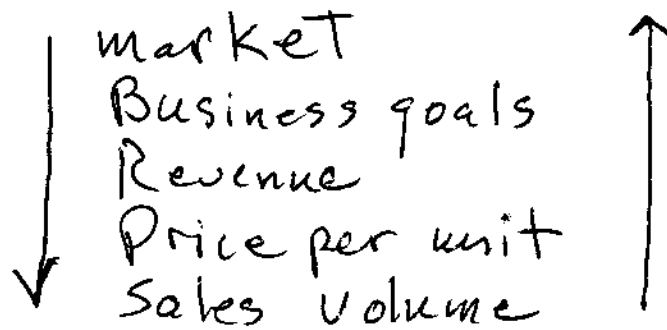 market
Business goals
Revenue
Price per unit
Sales volume